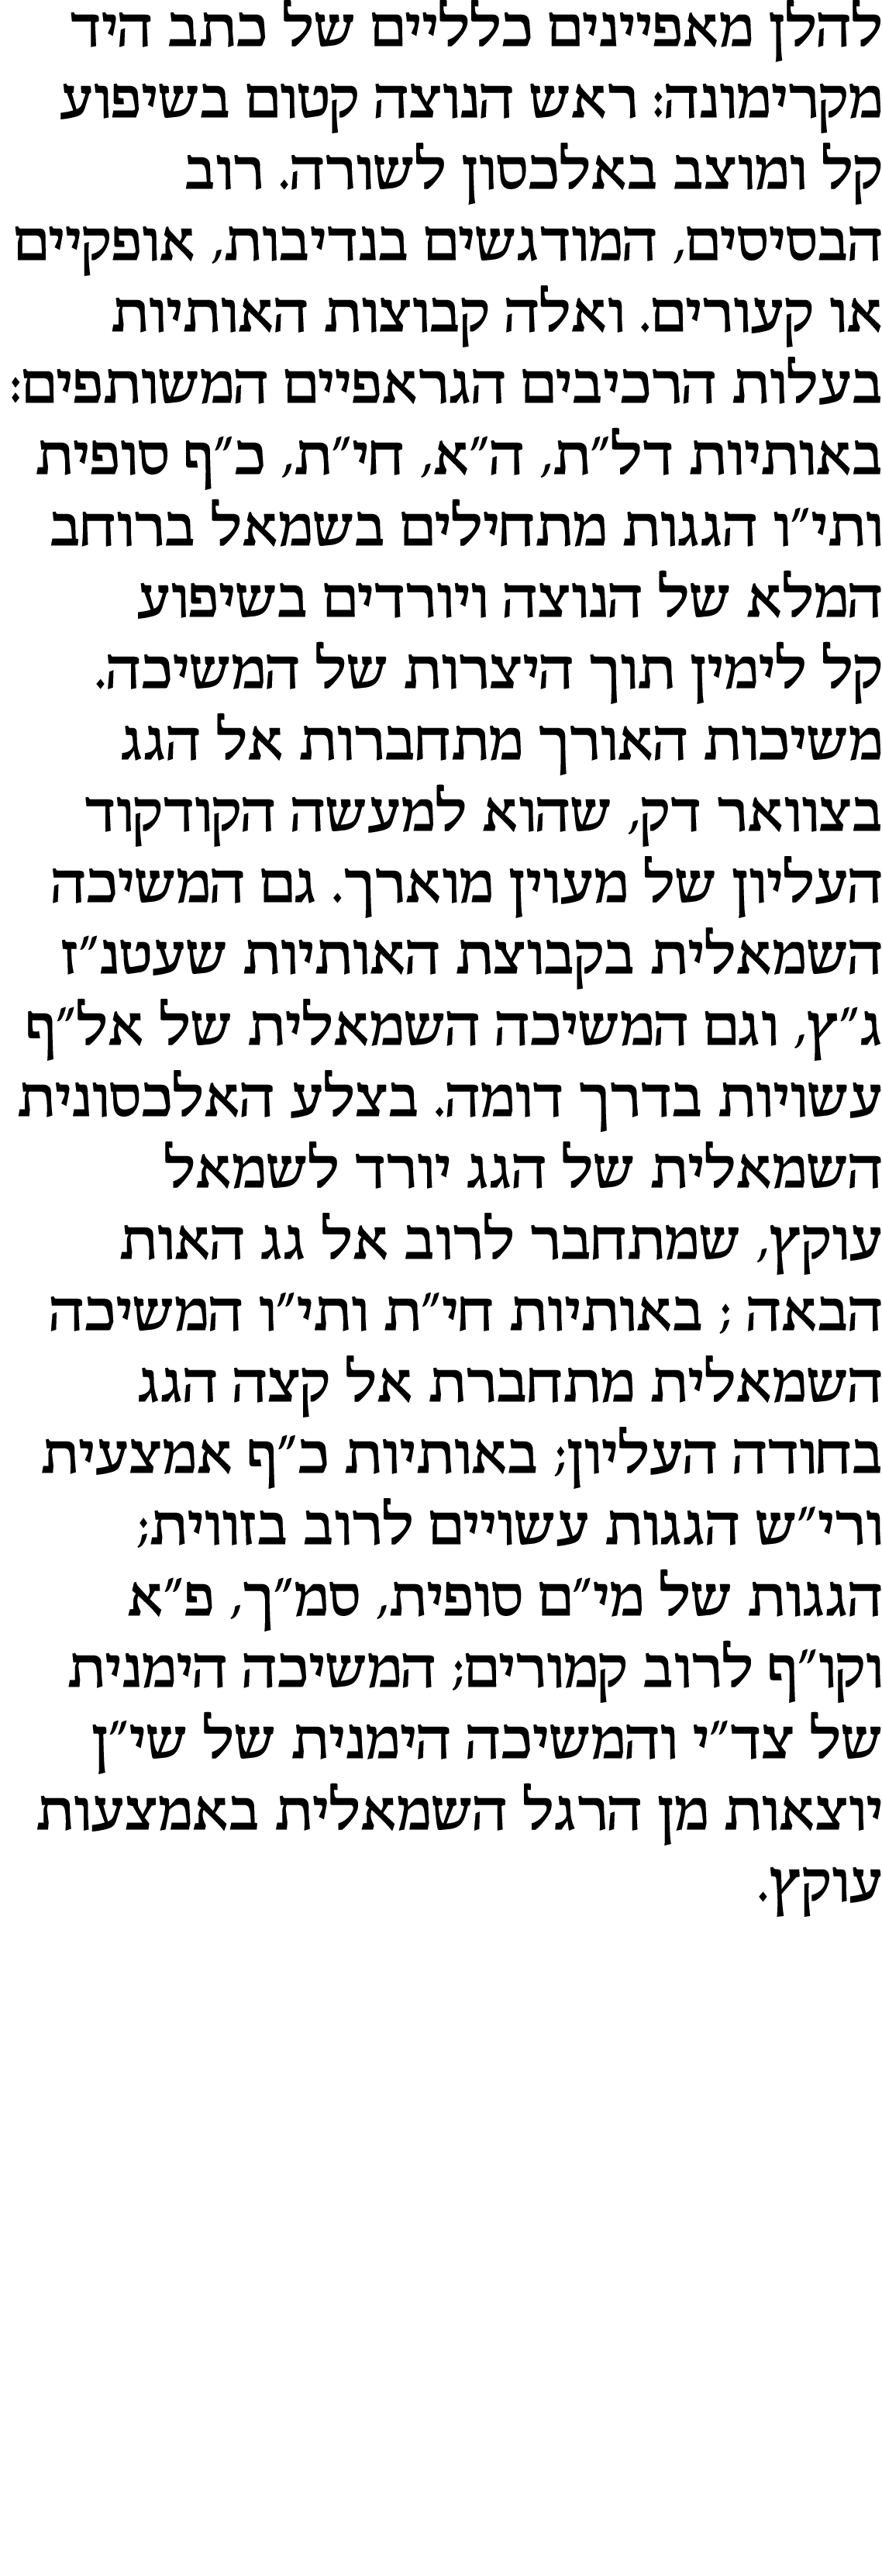 להלן מאפיינים כלליים של כתב היד
מקרימונה: ראש הנוצה קטום בשיפוע
קל ומוצב באלכסון לשורה. רוב
הבסיסים, המודגשים בנדיבות, אופקיים
או קעורים. ואלה קבוצות האותיות
בעלות הרכיבים הגראפיים המשותפים:
באותיות דל״ת, ה״א, חי״ת, כ״ף סופית
ותי״ו הגגות מתחילים בשמאל ברוחב
המלא של הנוצה ויורדים בשיפוע
קל לימין תוך היצרות של המשיכה.
משיכות האורך מתחברות אל הגג
בצוואר דק, שהוא למעשה הקודקוד
העליון של מעוין מוארך. גם המשיכה
השמאלית בקבוצת האותיות שעטנ״ז
ג״ץ, וגם המשיכה השמאלית של אל״ף
עשויות בדרך דומה. בצלע האלכסונית
השמאלית של הגג יורד לשמאל
עוקץ, שמתחבר לרוב אל גג האות
הבאה ; באותיות חי״ת ותי״ו המשיכה
השמאלית מתחברת אל קצה הגג
בחודה העליון; באותיות כ״ף אמצעית
ורי״ש הגגות עשויים לרוב בזווית;
הגגות של מי״ם סופית, סמ״ך, פ״א
וקו״ף לרוב קמורים; המשיכה הימנית
של צד״י והמשיכה הימנית של שי״ן
יוצאות מן הרגל השמאלית באמצעות
עוקץ.